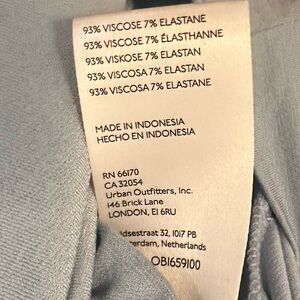 93% VISCOSE 7% ELASTANE
93% VISCOSE 7% ÉLASTHANNE
93% VISKOSE 7% ELASTAN
93% VISCOSA 7% ELASTAN
93% VISCOSA 7% ELASTANE
MADE IN INDONESIA
HECHO EN INDONESIA
RN 66170
CA 32054
Urban Outfitters, Inc.
146 Brick Lane
LONDON, E1 6RU
32, 1017 PB
Netherlands
OB1659100